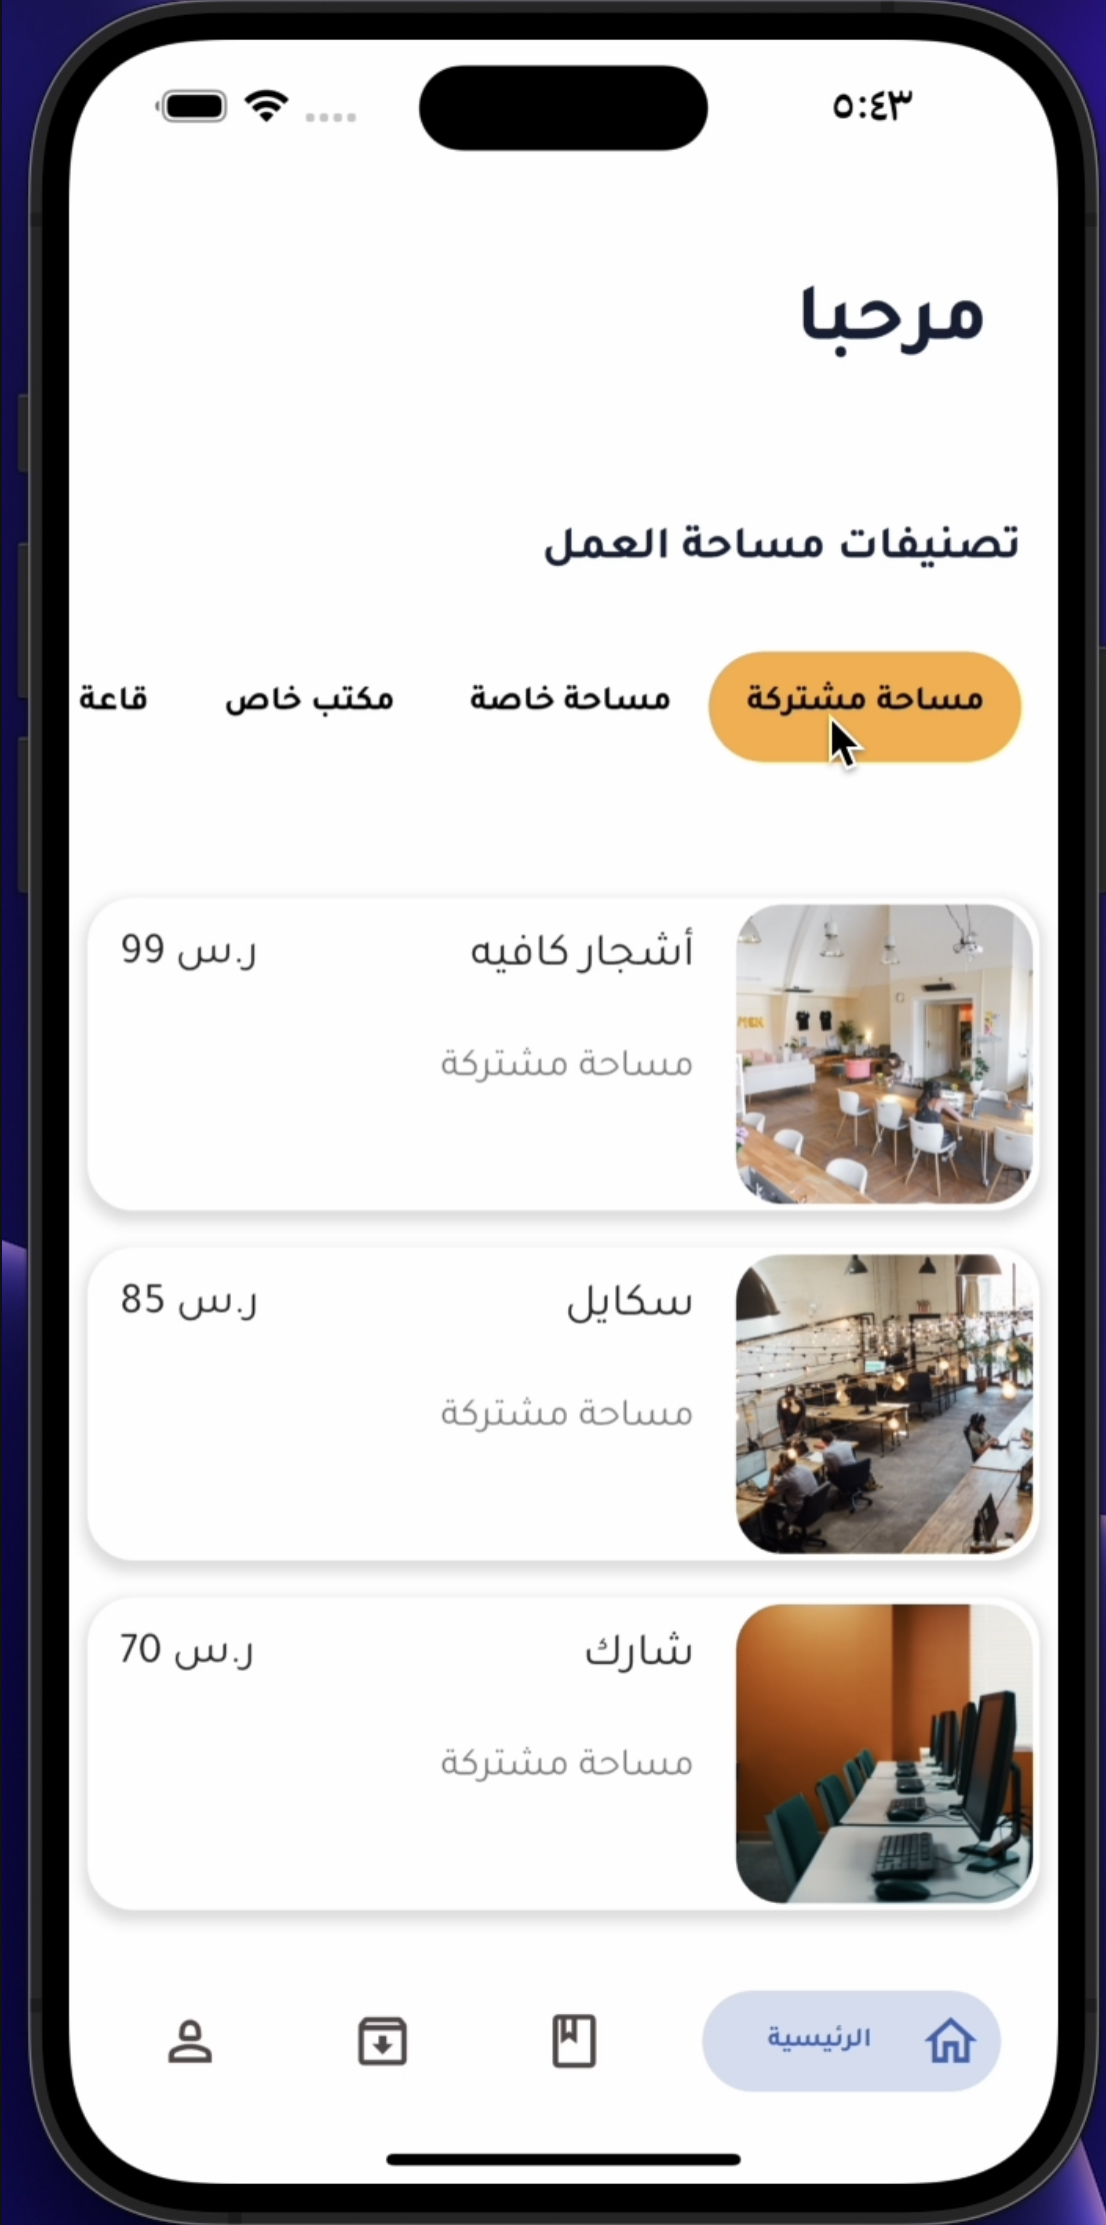 ٥:٤٣
مرحبا
تصنيفات مساحة العمل
مساحة مشتركة
مساحة خاصة
مكتب خاص
قاعة
أشجار كافيه
ر.س 99
مساحة مشتركة
سكايل
ر.س 85
مساحة مشتركة
شارك
ر.س 70
مساحة مشتركة
الرئيسية